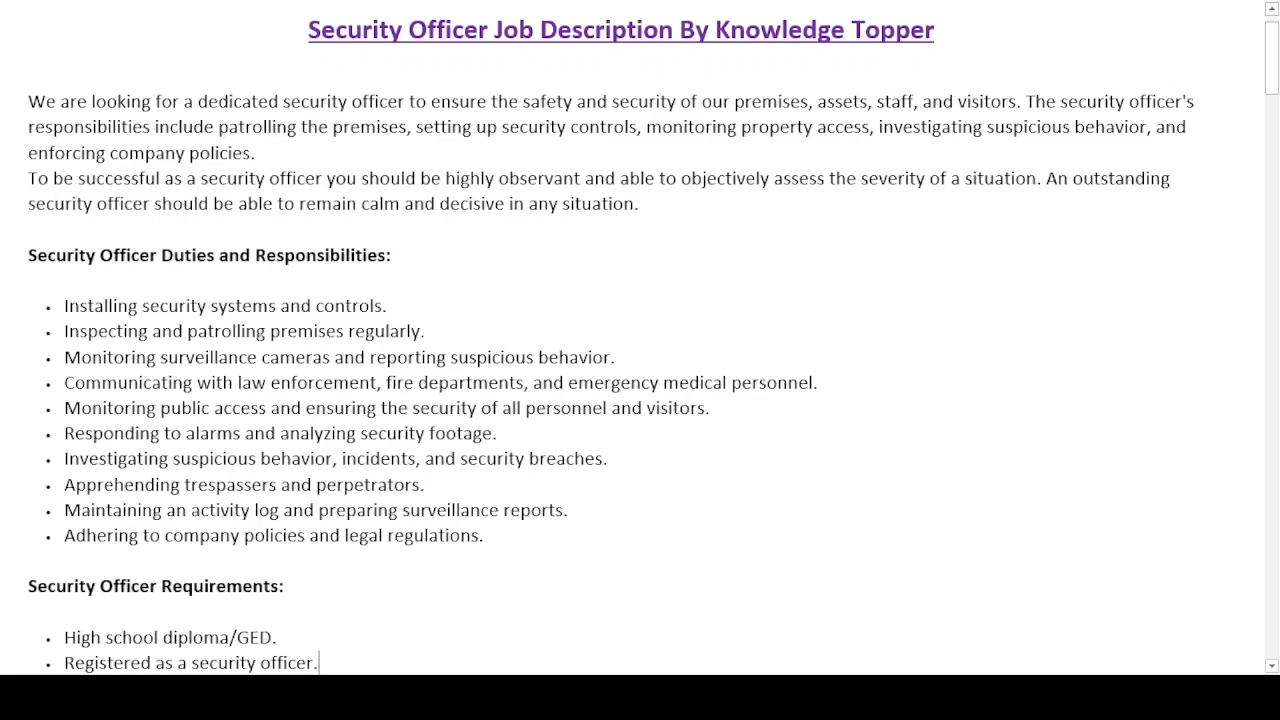 Security Officer Job Description By Knowledge Topper
We are looking for a dedicated security officer to ensure the safety and security of our premises, assets, staff, and visitors. The security officer's
responsibilities include patrolling the premises, setting up security controls, monitoring property access, investigating suspicious behavior, and
enforcing company policies.
To be successful as a security officer you should be highly observant and able to objectively assess the severity of a situation. An outstanding
security officer should be able to remain calm and decisive in any situation.
Security Officer Duties and Responsibilities:
• Installing security systems and controls.
• Inspecting and patrolling premises regularly.
• Monitoring surveillance cameras and reporting suspicious behavior.
• Communicating with law enforcement, fire departments, and emergency medical personnel.
• Monitoring public access and ensuring the security of all personnel and visitors.
• Responding to alarms and analyzing security footage.
• Investigating suspicious behavior, incidents, and security breaches.
• Apprehending trespassers and perpetrators.
• Maintaining an activity log and preparing surveillance reports.
• Adhering to company policies and legal regulations.
Security Officer Requirements:
• High school diploma/GED.
• Registered as a security officer.